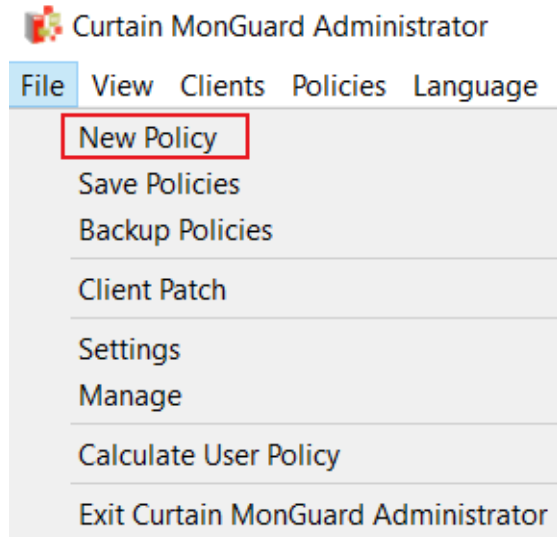 Curtain MonGuard Administrator
File View Clients Policies Language
New Policy
Save Policies
Backup Policies
Client Patch
Settings
Manage
Calculate User Policy
Exit Curtain MonGuard Administrator